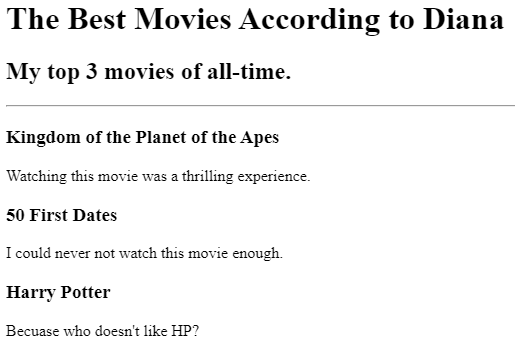 The Best Movies According to Diana
My top 3 movies of all-time.
Kingdom of the Planet of the Apes
Watching this movie was a thrilling experience.
50 First Dates
I could never not watch this movie enough.
Harry Potter
Becuase who doesn't like HP?